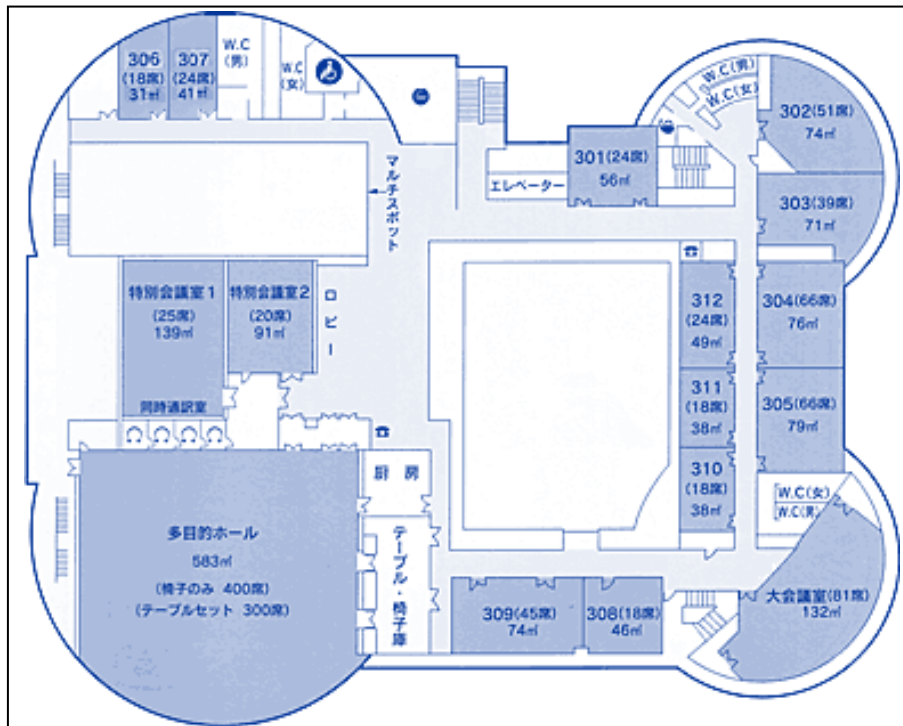 306
(18席)
31㎡
307
(24席)
41㎡
W.C
(男)
W.C
(女)
マルチスポット
エレベーター
301(24席)
56㎡
W.C(男)
W.C(女)
302(51席)
74㎡
303(39席)
71㎡
特別会議室1
(25席)
139㎡
特別会議室2
(20席)
91㎡
ロビー
同時通訳室
312
(24席)
49㎡
304(66席)
76㎡
311
(18席)
38㎡
305(66席)
79㎡
310
(18席)
38㎡
W.C(女)
W.C(男)
厨房
多目的ホール
583㎡
(椅子のみ 400席)
(テーブルセット 300席)
テーブル・椅子庫
309(45席)
74㎡
308(18席)
46㎡
大会議室(81席)
132㎡